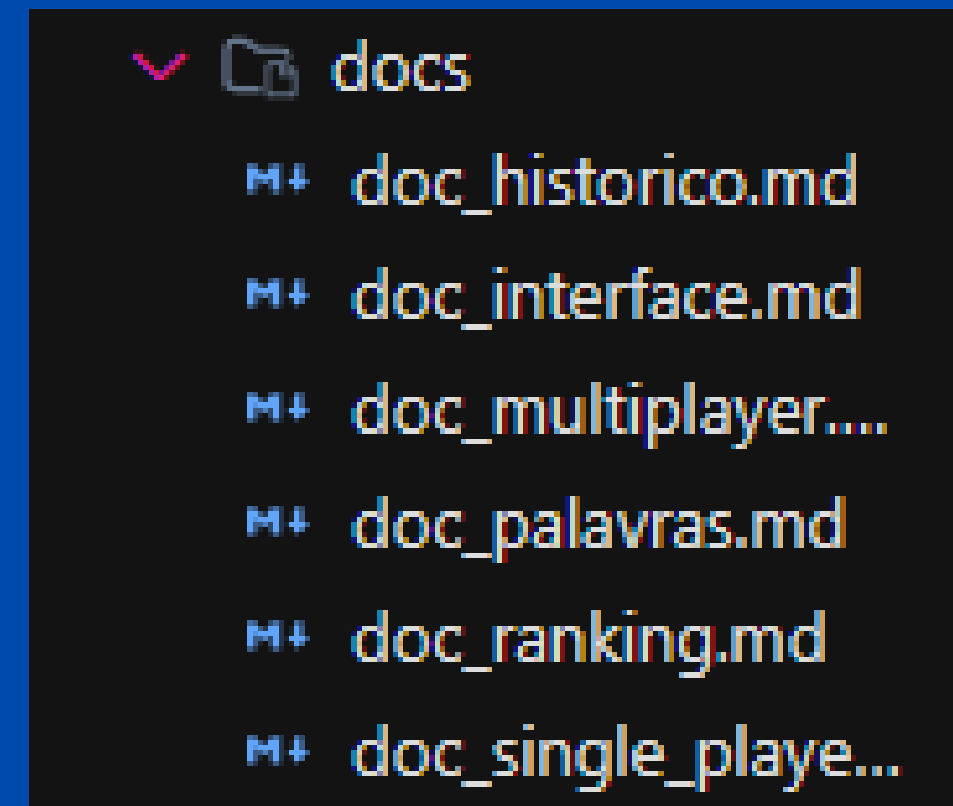 docs
doc_historico.md
doc_interface.md
doc_multiplayer....
doc_palavras.md
doc_ranking.md
doc_single_playe...